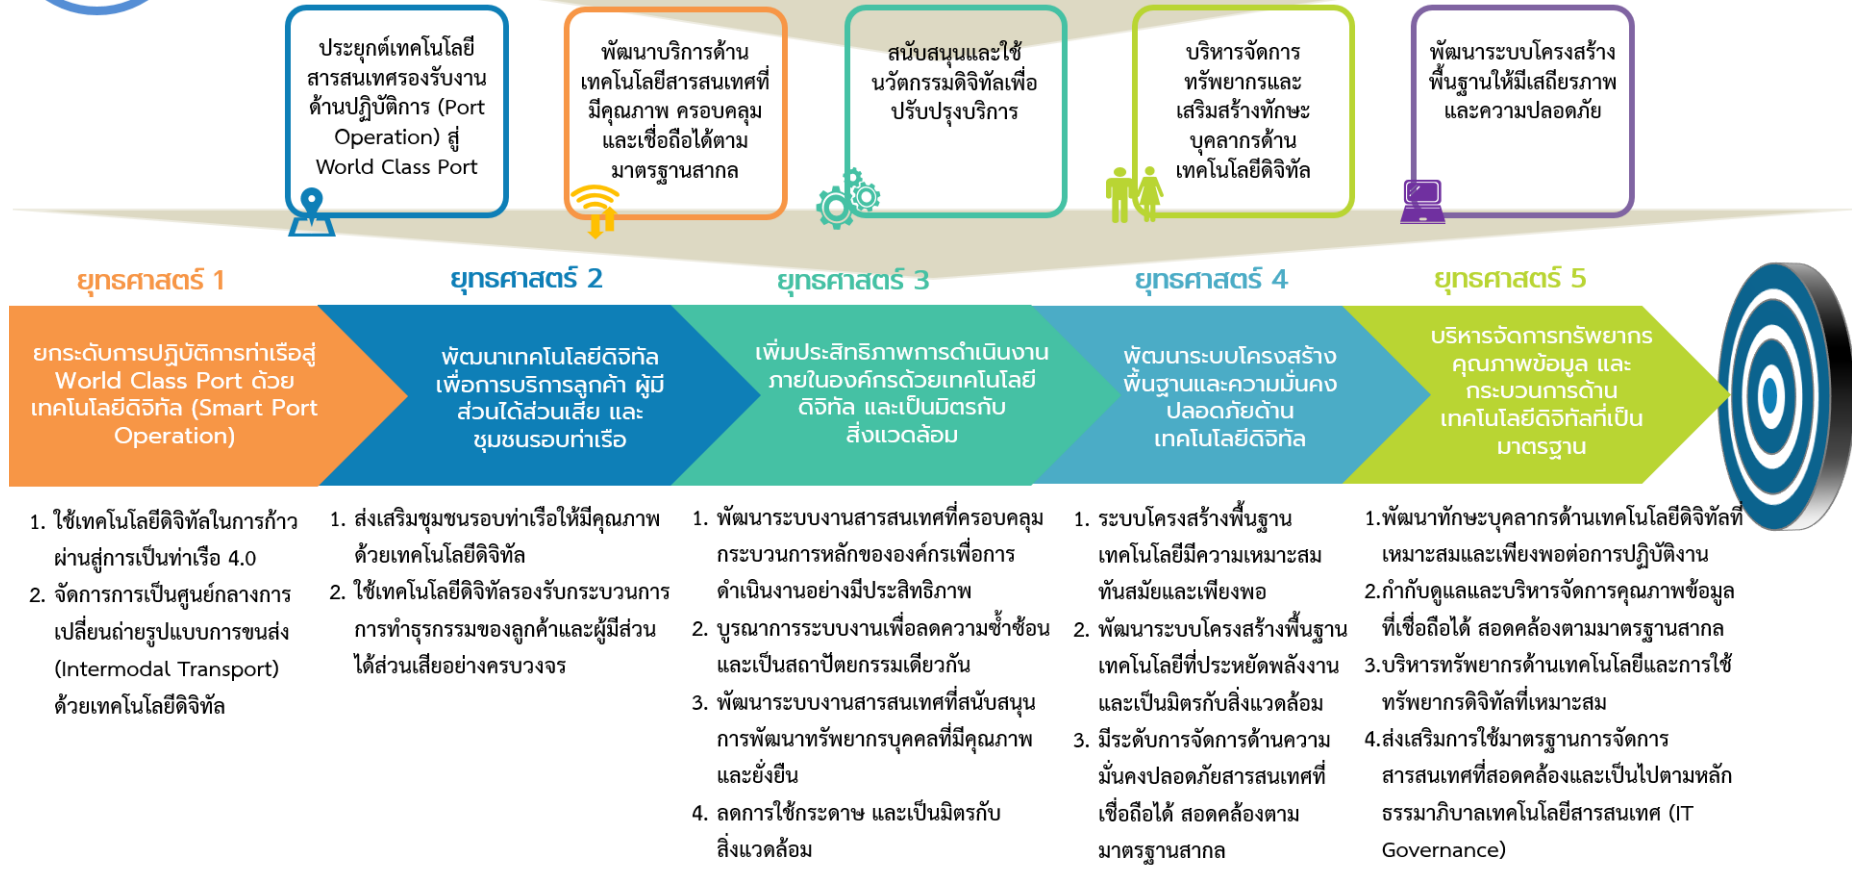 ประยุกต์เทคโนโลยี
สารสนเทศรองรับงาน
ด้านปฏิบัติการ (Port
Operation) สู่
World Class Port
พัฒนาบริการด้าน
เทคโนโลยีสารสนเทศที่
มีคุณภาพ ครอบคลุม
และเชื่อถือได้ตาม
มาตรฐานสากล
สนับสนุนและใช้
นวัตกรรมดิจิทัลเพื่อ
ปรับปรุงบริการ
บริหารจัดการ
ทรัพยากรและ
เสริมสร้างทักษะ
บุคลากรด้าน
เทคโนโลยีดิจิทัล
พัฒนาระบบโครงสร้าง
พื้นฐานให้มีเสถียรภาพ
และความปลอดภัย
ยุทธศาสตร์ 1
ยกระดับการปฏิบัติการท่าเรือสู่
World Class Port ด้วย
เทคโนโลยีดิจิทัล (Smart Port
Operation)
1. ใช้เทคโนโลยีดิจิทัลในการก้าว
ผ่านสู่การเป็นท่าเรือ 4.0
2. จัดการการเป็นศูนย์กลางการ
เปลี่ยนถ่ายรูปแบบการขนส่ง
(Intermodal Transport)
ด้วยเทคโนโลยีดิจิทัล
ยุทธศาสตร์ 2
พัฒนาเทคโนโลยีดิจิทัล
เพื่อการบริการลูกค้า ผู้มี
ส่วนได้ส่วนเสีย และ
ชุมชนรอบท่าเรือ
1. ส่งเสริมชุมชนรอบท่าเรือให้มีคุณภาพ
ด้วยเทคโนโลยีดิจิทัล
2. ใช้เทคโนโลยีดิจิทัลรองรับกระบวนการ
การทำธุรกรรมของลูกค้าและผู้มีส่วน
ได้ส่วนเสียอย่างครบวงจร
ยุทธศาสตร์ 3
เพิ่มประสิทธิภาพการดำเนินงาน
ภายในองค์กรด้วยเทคโนโลยี
ดิจิทัล และเป็นมิตรกับ
สิ่งแวดล้อม
1. พัฒนาระบบงานสารสนเทศที่ครอบคลุม
กระบวนการหลักขององค์กรเพื่อการ
ดำเนินงานอย่างมีประสิทธิภาพ
2. บูรณาการระบบงานเพื่อลดความซ้ำซ้อน
และเป็นสถาปัตยกรรมเดียวกัน
3. พัฒนาระบบงานสารสนเทศที่สนับสนุน
การพัฒนาทรัพยากรบุคคลที่มีคุณภาพ
และยั่งยืน
4. ลดการใช้กระดาษ และเป็นมิตรกับ
สิ่งแวดล้อม
ยุทธศาสตร์ 4
พัฒนาระบบโครงสร้าง
พื้นฐานและความมั่นคง
ปลอดภัยด้าน
เทคโนโลยีดิจิทัล
1. ระบบโครงสร้างพื้นฐาน
เทคโนโลยีมีความเหมาะสม
ทันสมัยและเพียงพอ
2. พัฒนาระบบโครงสร้างพื้นฐาน
เทคโนโลยีที่ประหยัดพลังงาน
และเป็นมิตรกับสิ่งแวดล้อม
3. มีระดับการจัดการด้านความ
มั่นคงปลอดภัยสารสนเทศที่
เชื่อถือได้ สอดคล้องตาม
มาตรฐานสากล
ยุทธศาสตร์ 5
บริหารจัดการทรัพยากร
คุณภาพข้อมูล และ
กระบวนการด้าน
เทคโนโลยีดิจิทัลที่เป็น
มาตรฐาน
1.พัฒนาทักษะบุคลากรด้านเทคโนโลยีดิจิทัลที่
เหมาะสมและเพียงพอต่อการปฏิบัติงาน
2.กำกับดูแลและบริหารจัดการคุณภาพข้อมูล
ที่เชื่อถือได้ สอดคล้องตามมาตรฐานสากล
3.บริหารทรัพยากรด้านเทคโนโลยีและการใช้
ทรัพยากรดิจิทัลที่เหมาะสม
4.ส่งเสริมการใช้มาตรฐานการจัดการ
สารสนเทศที่สอดคล้องและเป็นไปตามหลัก
ธรรมาภิบาลเทคโนโลยีสารสนเทศ (IT
Governance)